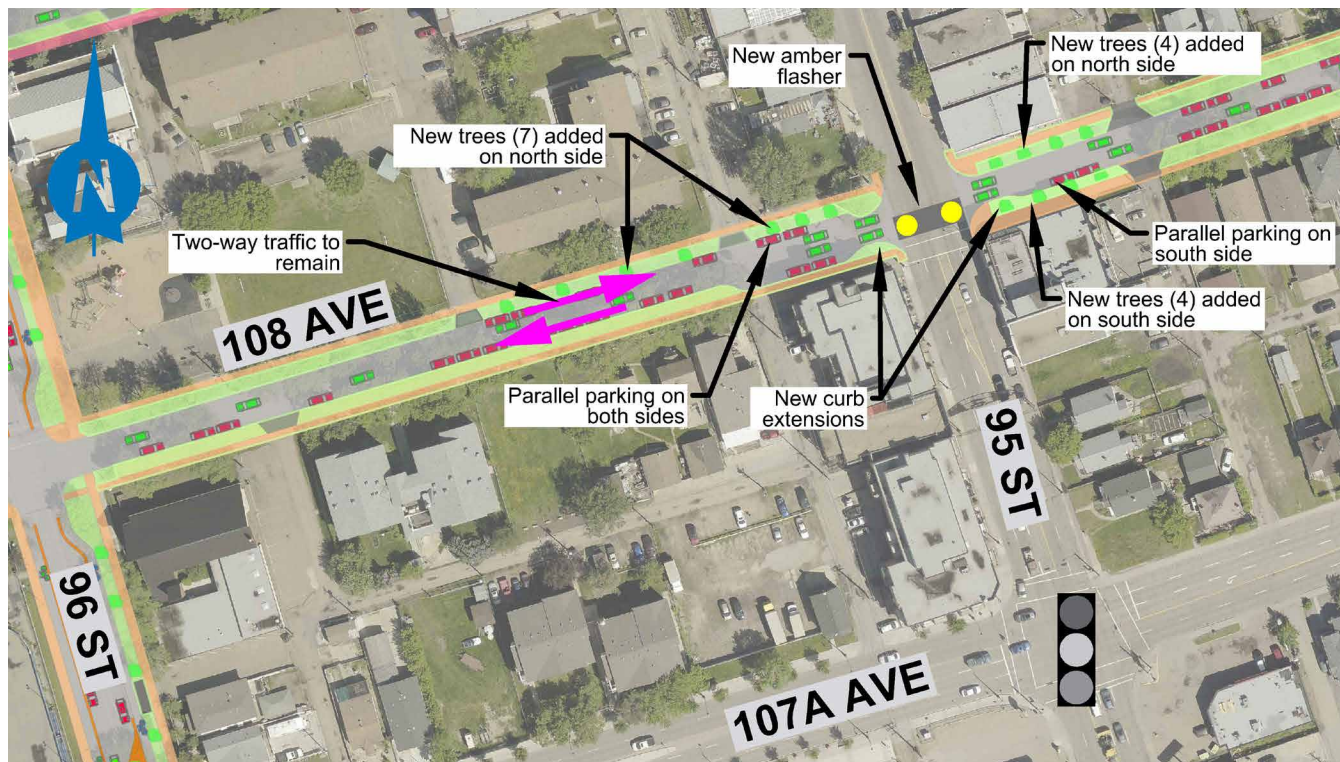 New trees (4) added
on north side
New amber
flasher
New trees (7) added
on north side
N
Two-way traffic to
remain
Parallel parking on
south side
New trees (4) added
on south side
108 AVE
Parallel parking on
both sides
New curb
extensions
95 ST
96 ST
107A AVE